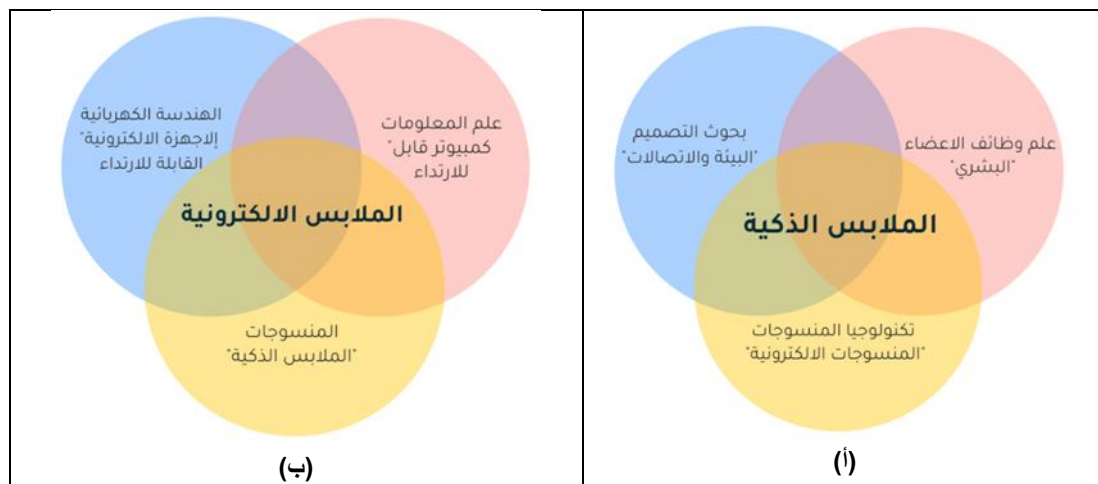 علم وظائف الاعضاء
"البشري"
بحوث التصميم
"البيئة والاتصالات"
الملابس الذكية
تكنولوجيا المنسوجات
"المنسوجات الالكترونية"
(أ)
علم المعلومات
كمبيوتر قابل"
للارتداء
الهندسة الكهربائية
إلاجهزة الالكترونية"
القابلة للارتداء
الملابس الالكترونية
المنسوجات
"الملابس الذكية"
(ب)